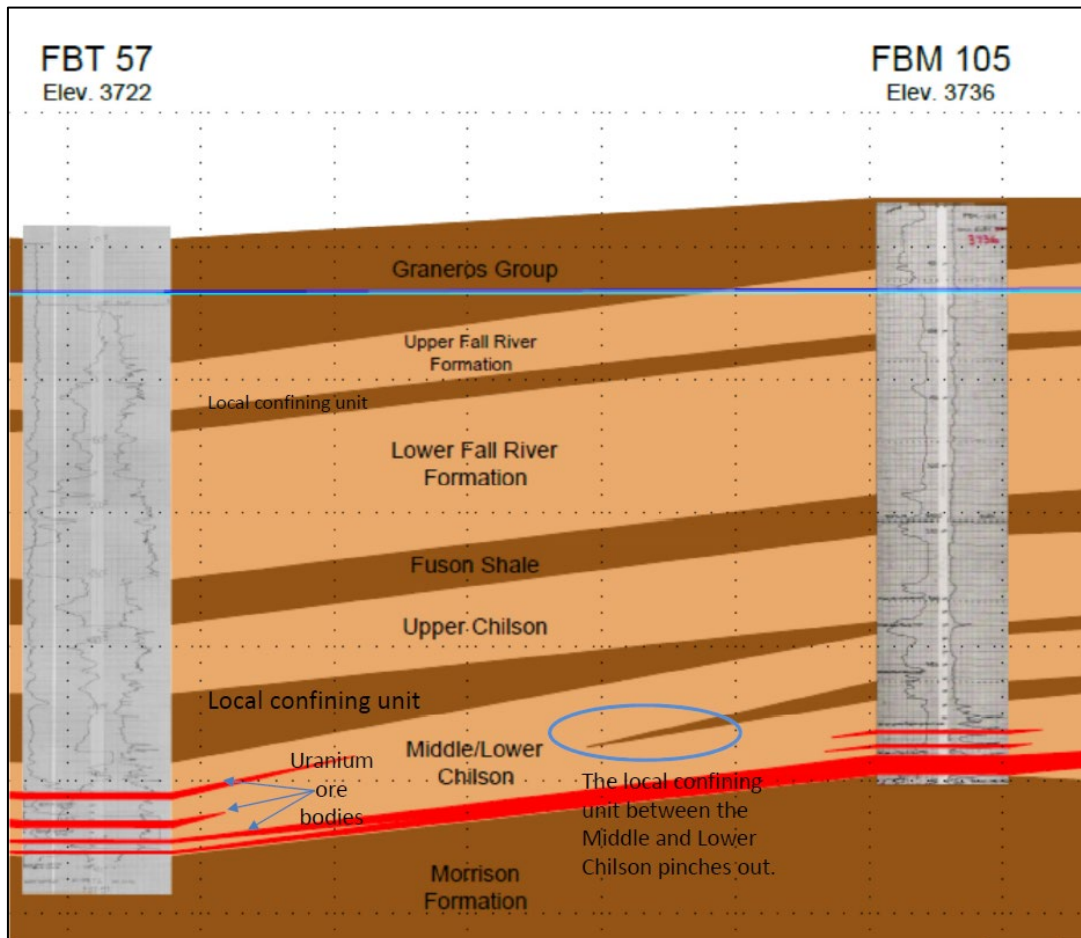 FBT 57
Elev. 3722
FBM 105
Elev. 3736
3736
Graneros Group
Upper Fall River
Formation
Local confining unit
Lower Fall River
Formation
Fuson Shale
Upper Chilson
Local confining unit
Middle/Lower
Chilson
Uranium
ore
bodies
The local confining
unit between the
Middle and Lower
Chilson pinches out.
Morrison
Formation